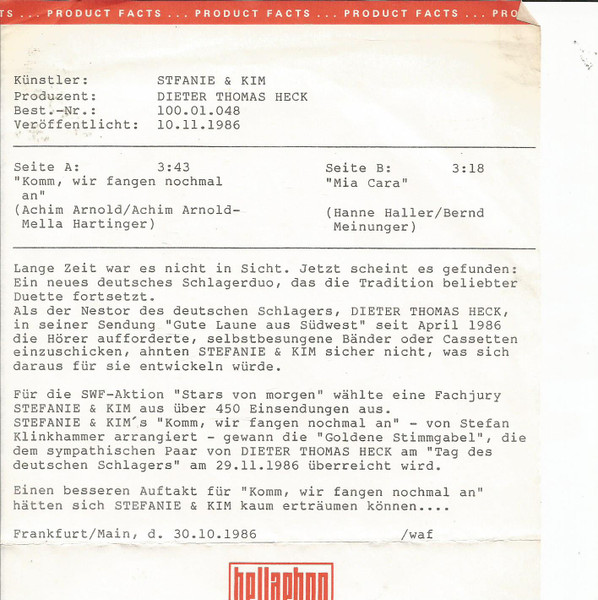 TS ... PRODUCT FACTS ... PRODUCT FACTS ... PRODUCT FACTS ... PRO
Künstler: STFANIE & KIM
Produzent: DIETER THOMAS HECK
Best.-Nr.: 100.01.048
Veröffentlicht: 10.11.1986
Seite A: 3:43
"Komm, wir fangen nochmal
an"
(Achim Arnold/Achim Arnold-
Mella Hartinger)
Seite B: 3:18
"Mia Cara"
(Hanne Haller/Bernd
Meinunger)
Lange Zeit war es nicht in Sicht. Jetzt scheint es gefunden:
Ein neues deutsches Schlagerduo, das die Tradition beliebter
Duette fortsetzt.
Als der Nestor des deutschen Schlagers, DIETER THOMAS HECK,
in seiner Sendung "Gute Laune aus Südwest" seit April 1986
die Hörer aufforderte, selbstbesungene Bänder oder Cassetten
einzuschicken, ahnten STEFANIE & KIM sicher nicht, was sich
daraus für sie entwickeln würde.
Für die SWF-Aktion "Stars von morgen" wählte eine Fachjury
STEFANIE & KIM aus über 450 Einsendungen aus.
STEFANIE & KIM´s "Komm, wir fangen nochmal an" - von Stefan
Klinkhammer arrangiert - gewann die "Goldene Stimmgabel", die
dem sympathischen Paar von DIETER THOMAS HECK am "Tag des
deutschen Schlagers" am 29.11.1986 überreicht wird.
Einen besseren Auftakt für "Komm, wir fangen nochmal an"
hätten sich STEFANIE & KIM kaum erträumen können....
Frankfurt/Main, d. 30.10.1986 /waf
bellaphon